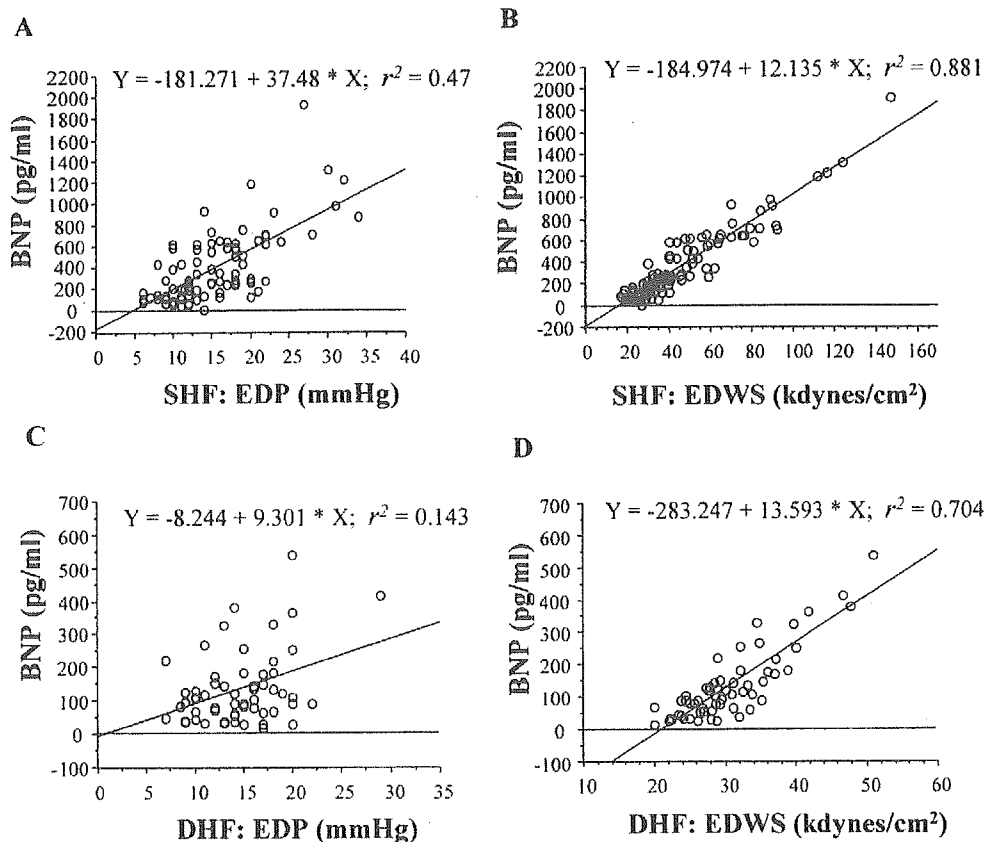 A
Y = -181.271 + 37.48 * X; r² = 0.47
2200
2000
1800
1600
1400
1200
1000
800
600
400
200
0
-200
BNP (pg/ml)
0 5 10 15 20 25 30 35 40
SHF: EDP (mmHg)
B
Y = -184.974 + 12.135 * X; r² = 0.881
2200
2000
1800
1600
1400
1200
1000
800
600
400
200
0
-200
BNP (pg/ml)
0 20 40 60 80 100 120 140 160
SHF: EDWS (kdynes/cm²)
C
Y = -8.244 + 9.301 * X; r² = 0.143
700
600
500
400
300
200
100
0
-100
BNP (pg/ml)
0 5 10 15 20 25 30 35
DHF: EDP (mmHg)
D
Y = -283.247 + 13.593 * X; r² = 0.704
700
600
500
400
300
200
100
0
-100
BNP (pg/ml)
10 20 30 40 50 60
DHF: EDWS (kdynes/cm²)